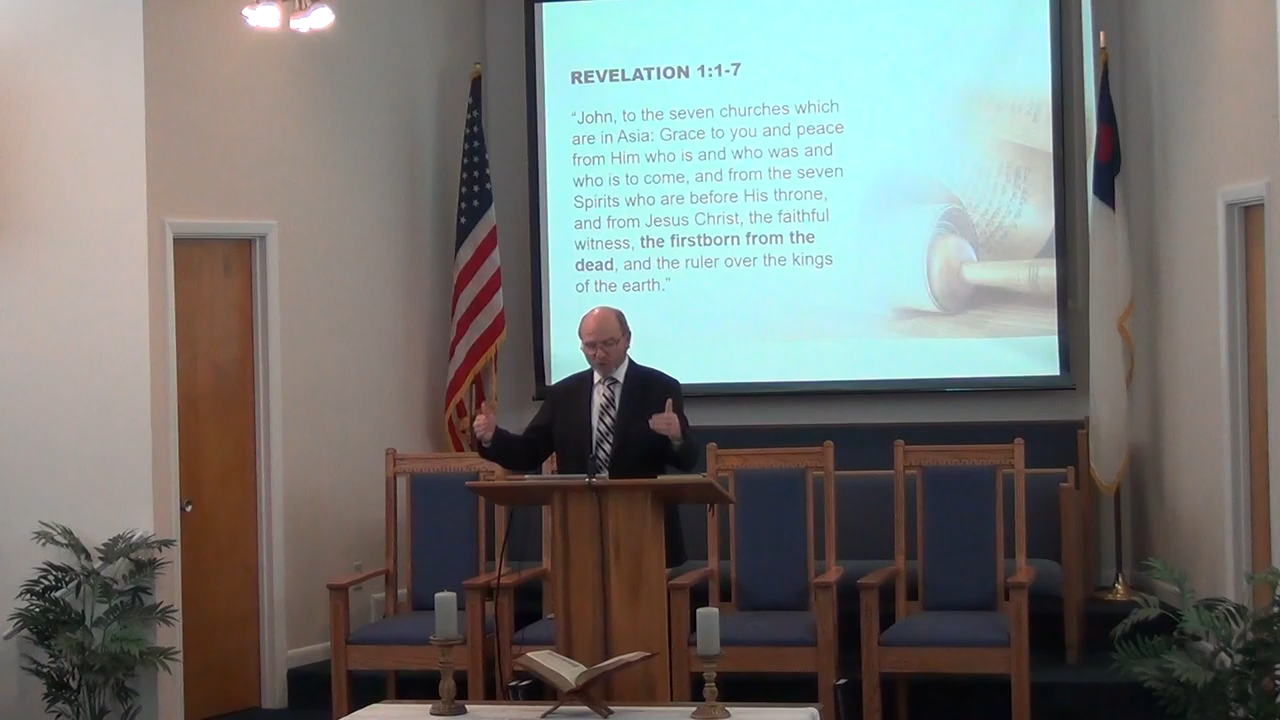 REVELATION 1:1-7
“John, to the seven churches which
are in Asia: Grace to you and peace
from Him who is and who was and
who is to come, and from the seven
Spirits who are before His throne,
and from Jesus Christ, the faithful
witness, the firstborn from the
dead, and the ruler over the kings
of the earth.”